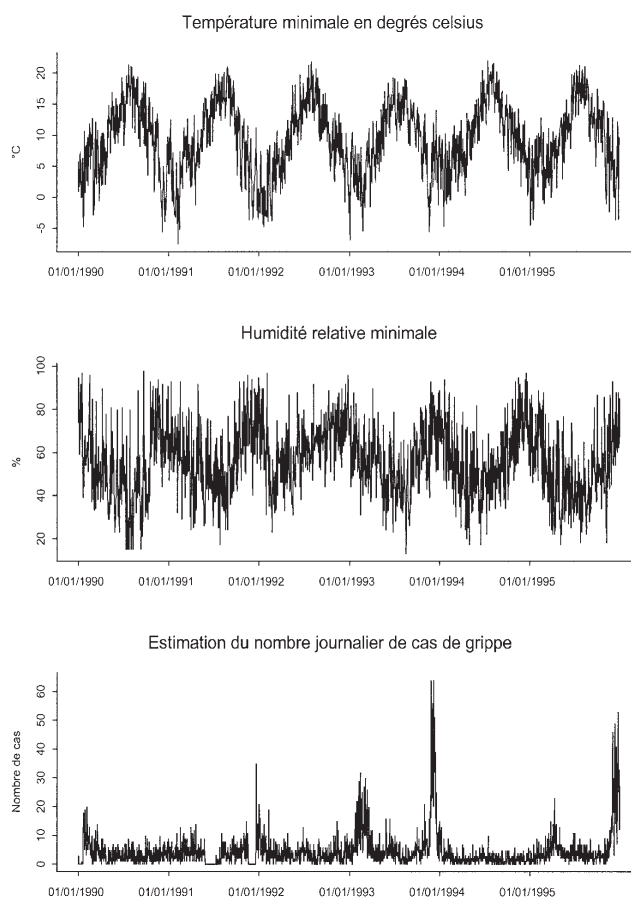 Température minimale en degrés celsius
20
15
10
5
0
-5
°C
01/01/1990 01/01/1991 01/01/1992 01/01/1993 01/01/1994 01/01/1995
Humidité relative minimale
100
80
60
40
20
%
01/01/1990 01/01/1991 01/01/1992 01/01/1993 01/01/1994 01/01/1995
Estimation du nombre journalier de cas de grippe
60
50
40
30
20
10
0
Nombre de cas
01/01/1990 01/01/1991 01/01/1992 01/01/1993 01/01/1994 01/01/1995